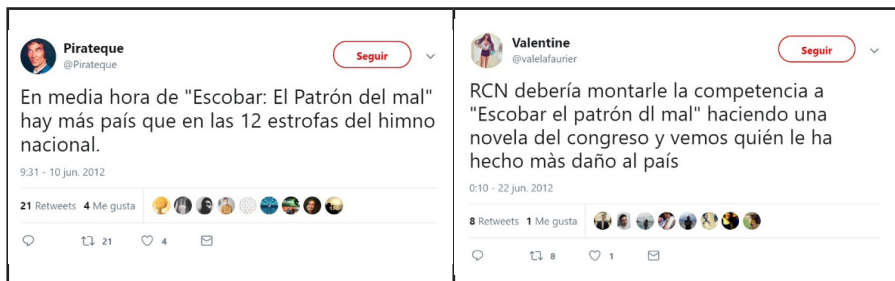 Pirateque
@Pirateque
Seguir
En media hora de "Escobar: El Patrón del mal"
hay más país que en las 12 estrofas del himno
nacional.
9:31 - 10 jun. 2012
21 Retweets 4 Me gusta
21 4
Valentine
@valelafaurier
Seguir
RCN debería montarle la competencia a
"Escobar el patrón dl mal" haciendo una
novela del congreso y vemos quién le ha
hecho màs daño al país
0:10 - 22 jun. 2012
8 Retweets 1 Me gusta
8 1